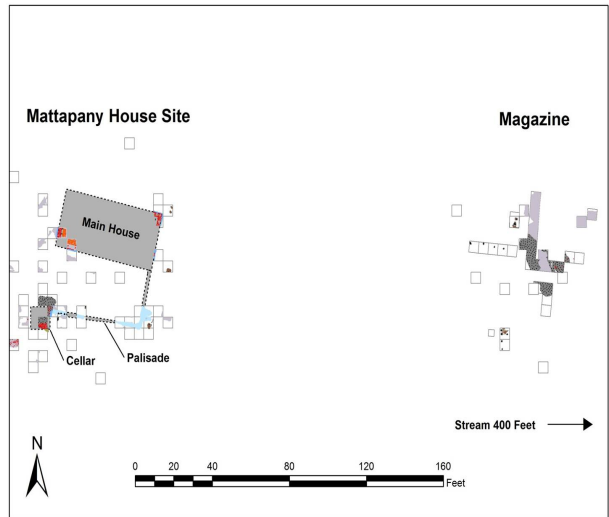 Mattapany House Site
Magazine
Main House
Cellar
Palisade
Stream 400 Feet
N
0 20 40 80 120 160
Feet